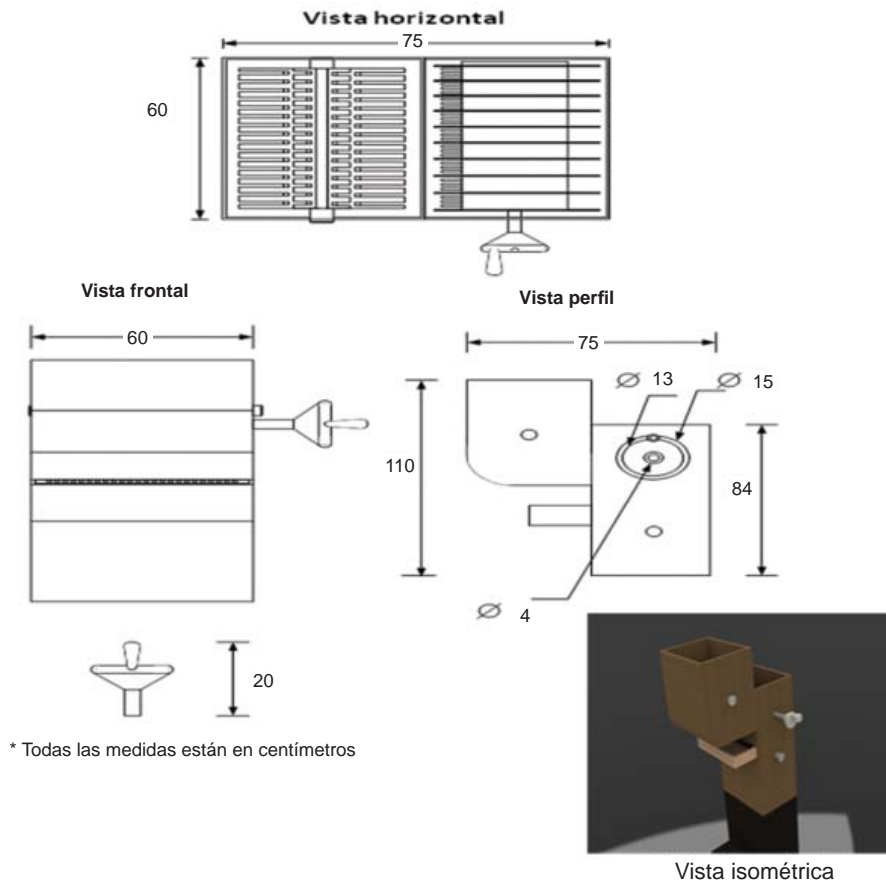 Vista horizontal
75
60
Vista frontal
Vista perfil
60
75
⌀ 13
⌀ 15
110
84
⌀ 4
20
* Todas las medidas están en centímetros
Vista isométrica